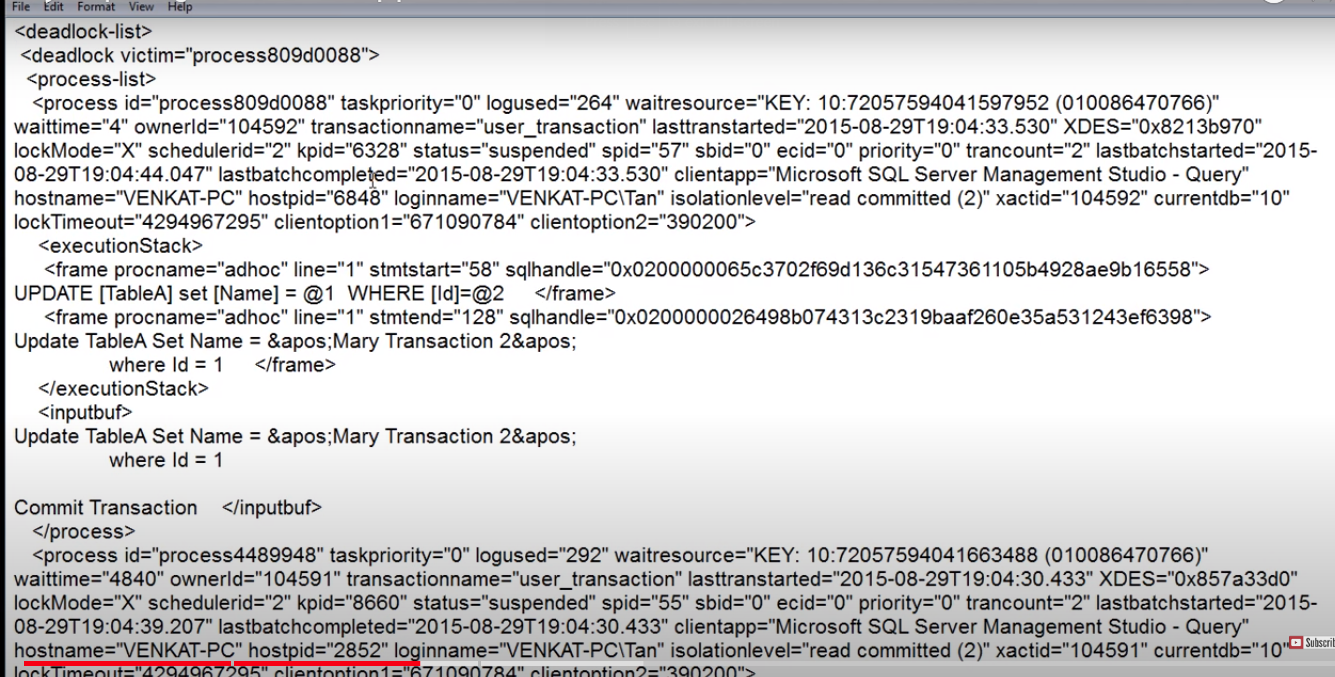 File Edit Format View Help
<deadlock-list>
<deadlock victim="process809d0088">
<process-list>
<process id="process809d0088" taskpriority="0" logused="264" waitresource="KEY: 10:72057594041597952 (010086470766)"
waittime="4" ownerId="104592" transactionname="user_transaction" lasttranstarted="2015-08-29T19:04:33.530" XDES="0x8213b970"
lockMode="X" schedulerid="2" kpid="6328" status="suspended" spid="57" sbid="0" ecid="0" priority="0" trancount="2" lastbatchstarted="2015-
08-29T19:04:44.047" lastbatchcompleted="2015-08-29T19:04:33.530" clientapp="Microsoft SQL Server Management Studio - Query"
hostname="VENKAT-PC" hostpid="6848" loginname="VENKAT-PC\Tan" isolationlevel="read committed (2)" xactid="104592" currentdb="10"
lockTimeout="4294967295" clientoption1="671090784" clientoption2="390200">
<executionStack>
<frame procname="adhoc" line="1" stmtstart="58" sqlhandle="0x0200000065c3702f69d136c31547361105b4928ae9b16558">
UPDATE [TableA] set [Name] = @1 WHERE [Id]=@2 </frame>
<frame procname="adhoc" line="1" stmtend="128" sqlhandle="0x0200000026498b074313c2319baaf260e35a531243ef6398">
Update TableA Set Name = &apos;Mary Transaction 2&apos;
where Id = 1 </frame>
</executionStack>
<inputbuf>
Update TableA Set Name = &apos;Mary Transaction 2&apos;
where Id = 1
Commit Transaction </inputbuf>
</process>
<process id="process4489948" taskpriority="0" logused="292" waitresource="KEY: 10:72057594041663488 (010086470766)"
waittime="4840" ownerId="104591" transactionname="user_transaction" lasttranstarted="2015-08-29T19:04:30.433" XDES="0x857a33d0"
lockMode="X" schedulerid="2" kpid="8660" status="suspended" spid="55" sbid="0" ecid="0" priority="0" trancount="2" lastbatchstarted="2015-
08-29T19:04:39.207" lastbatchcompleted="2015-08-29T19:04:30.433" clientapp="Microsoft SQL Server Management Studio - Query"
hostname="VENKAT-PC" hostpid="2852" loginname="VENKAT-PC\Tan" isolationlevel="read committed (2)" xactid="104591" currentdb="10"
Subscrib
lockTimeout="4294967295" clientoption1="671090784" clientoption2="390200">